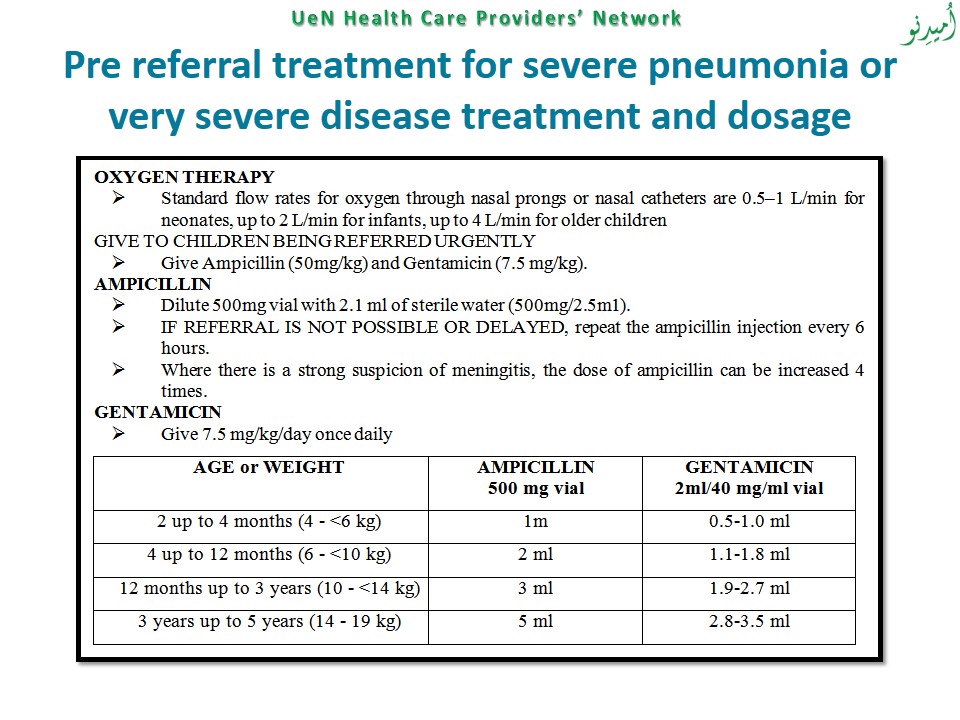 UeN Health Care Providers’ Network
اُمیدِنو
Pre referral treatment for severe pneumonia or
very severe disease treatment and dosage
OXYGEN THERAPY
➢ Standard flow rates for oxygen through nasal prongs or nasal catheters are 0.5–1 L/min for
neonates, up to 2 L/min for infants, up to 4 L/min for older children
GIVE TO CHILDREN BEING REFERRED URGENTLY
➢ Give Ampicillin (50mg/kg) and Gentamicin (7.5 mg/kg).
AMPICILLIN
➢ Dilute 500mg vial with 2.1 ml of sterile water (500mg/2.5m1).
➢ IF REFERRAL IS NOT POSSIBLE OR DELAYED, repeat the ampicillin injection every 6
hours.
➢ Where there is a strong suspicion of meningitis, the dose of ampicillin can be increased 4
times.
GENTAMICIN
➢ Give 7.5 mg/kg/day once daily
AGE or WEIGHT AMPICILLIN GENTAMICIN
500 mg vial 2ml/40 mg/ml vial
2 up to 4 months (4 - <6 kg) 1m 0.5-1.0 ml
4 up to 12 months (6 - <10 kg) 2 ml 1.1-1.8 ml
12 months up to 3 years (10 - <14 kg) 3 ml 1.9-2.7 ml
3 years up to 5 years (14 - 19 kg) 5 ml 2.8-3.5 ml